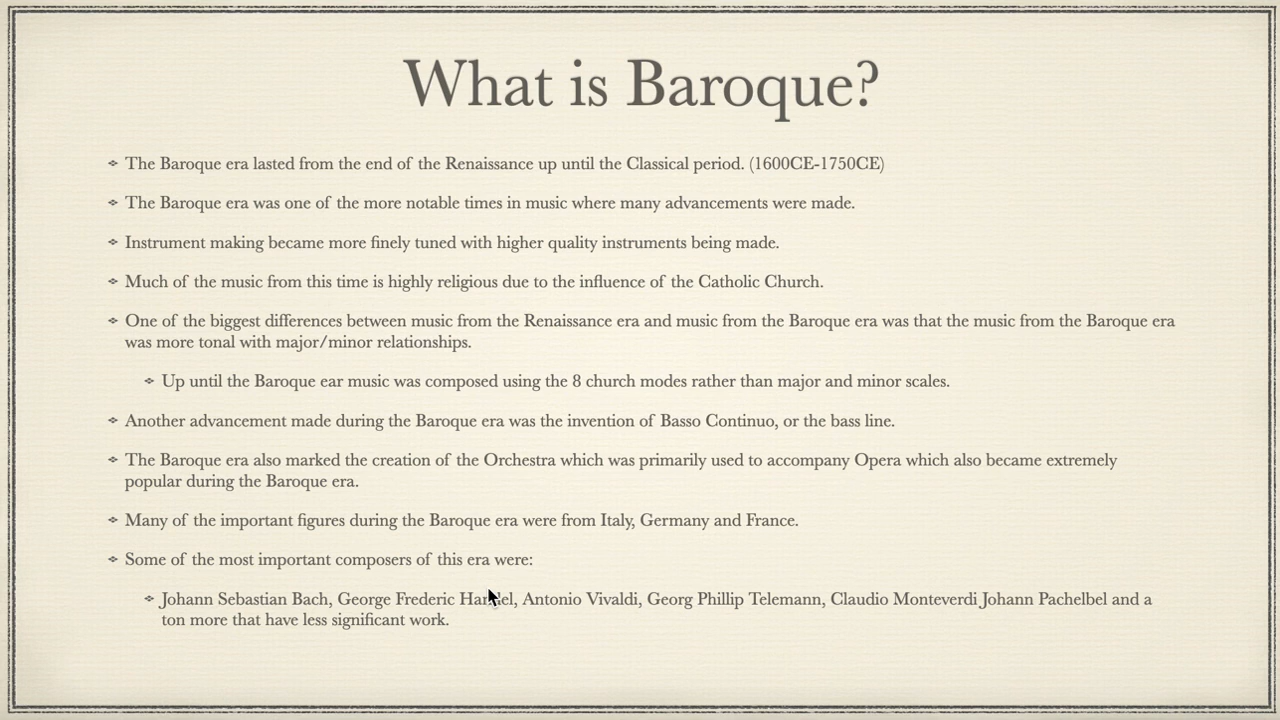 What is Baroque?
The Baroque era lasted from the end of the Renaissance up until the Classical period. (1600CE-1750CE)
The Baroque era was one of the more notable times in music where many advancements were made.
Instrument making became more finely tuned with higher quality instruments being made.
Much of the music from this time is highly religious due to the influence of the Catholic Church.
One of the biggest differences between music from the Renaissance era and music from the Baroque era was that the music from the Baroque era
was more tonal with major/minor relationships.
Up until the Baroque ear music was composed using the 8 church modes rather than major and minor scales.
Another advancement made during the Baroque era was the invention of Basso Continuo, or the bass line.
The Baroque era also marked the creation of the Orchestra which was primarily used to accompany Opera which also became extremely
popular during the Baroque era.
Many of the important figures during the Baroque era were from Italy, Germany and France.
Some of the most important composers of this era were:
Johann Sebastian Bach, George Frederic Handel, Antonio Vivaldi, Georg Phillip Telemann, Claudio Monteverdi Johann Pachelbel and a
ton more that have less significant work.